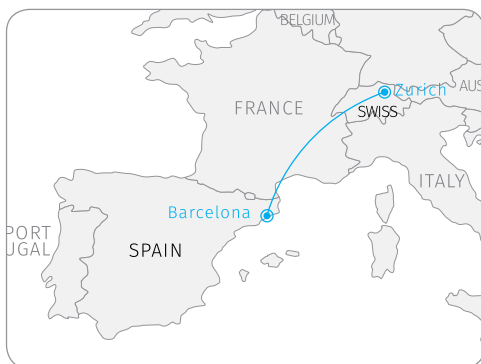 BELGIUM
Zurich
AUS
FRANCE
SWISS
ITALY
Barcelona
PORT
UGAL
SPAIN